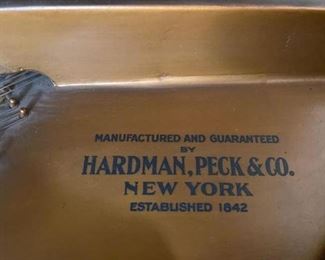 MANUFACTURED AND GUARANTEED
BY
HARDMAN, PECK & CO.
NEW YORK
ESTABLISHED 1842